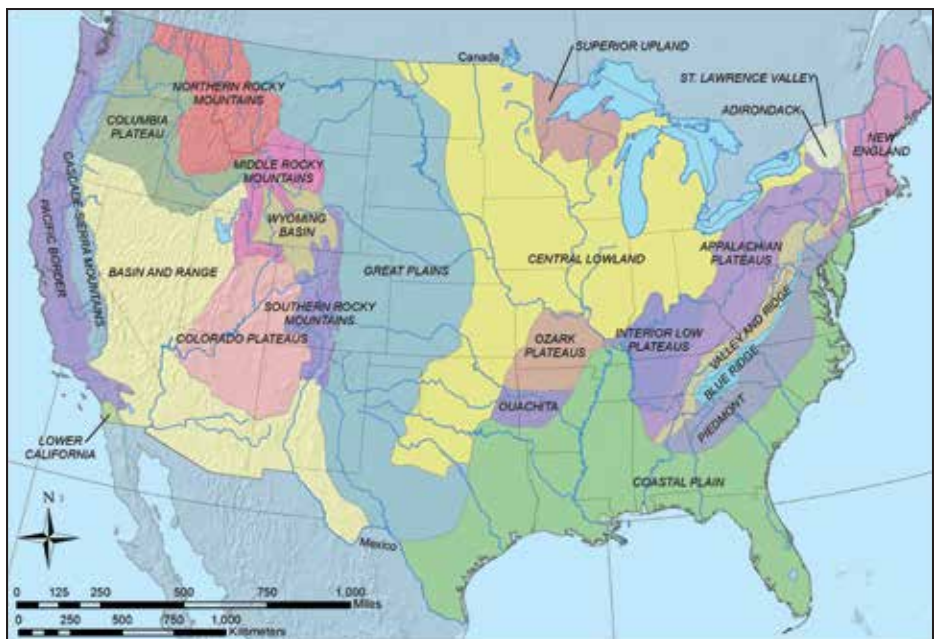 Canada
SUPERIOR UPLAND
ST. LAWRENCE VALLEY
ADIRONDACK
NEW
ENGLAND
NORTHERN ROCKY
MOUNTAINS
COLUMBIA
PLATEAU
MIDDLE ROCKY
MOUNTAINS
CASCADE-SIERRA MOUNTAINS
PACIFIC BORDER
WYOMING
BASIN
BASIN AND RANGE
GREAT PLAINS
CENTRAL LOWLAND
APPALACHIAN
PLATEAUS
SOUTHERN ROCKY
MOUNTAINS
COLORADO PLATEAUS
OZARK
PLATEAUS
INTERIOR LOW
PLATEAUS
VALLEY AND RIDGE
BLUE RIDGE
PIEDMONT
OUACHITA
LOWER
CALIFORNIA
COASTAL PLAIN
N
Mexico
0 125 250 500 750 1,000
Miles
0 250 500 750 1,000
Kilometers